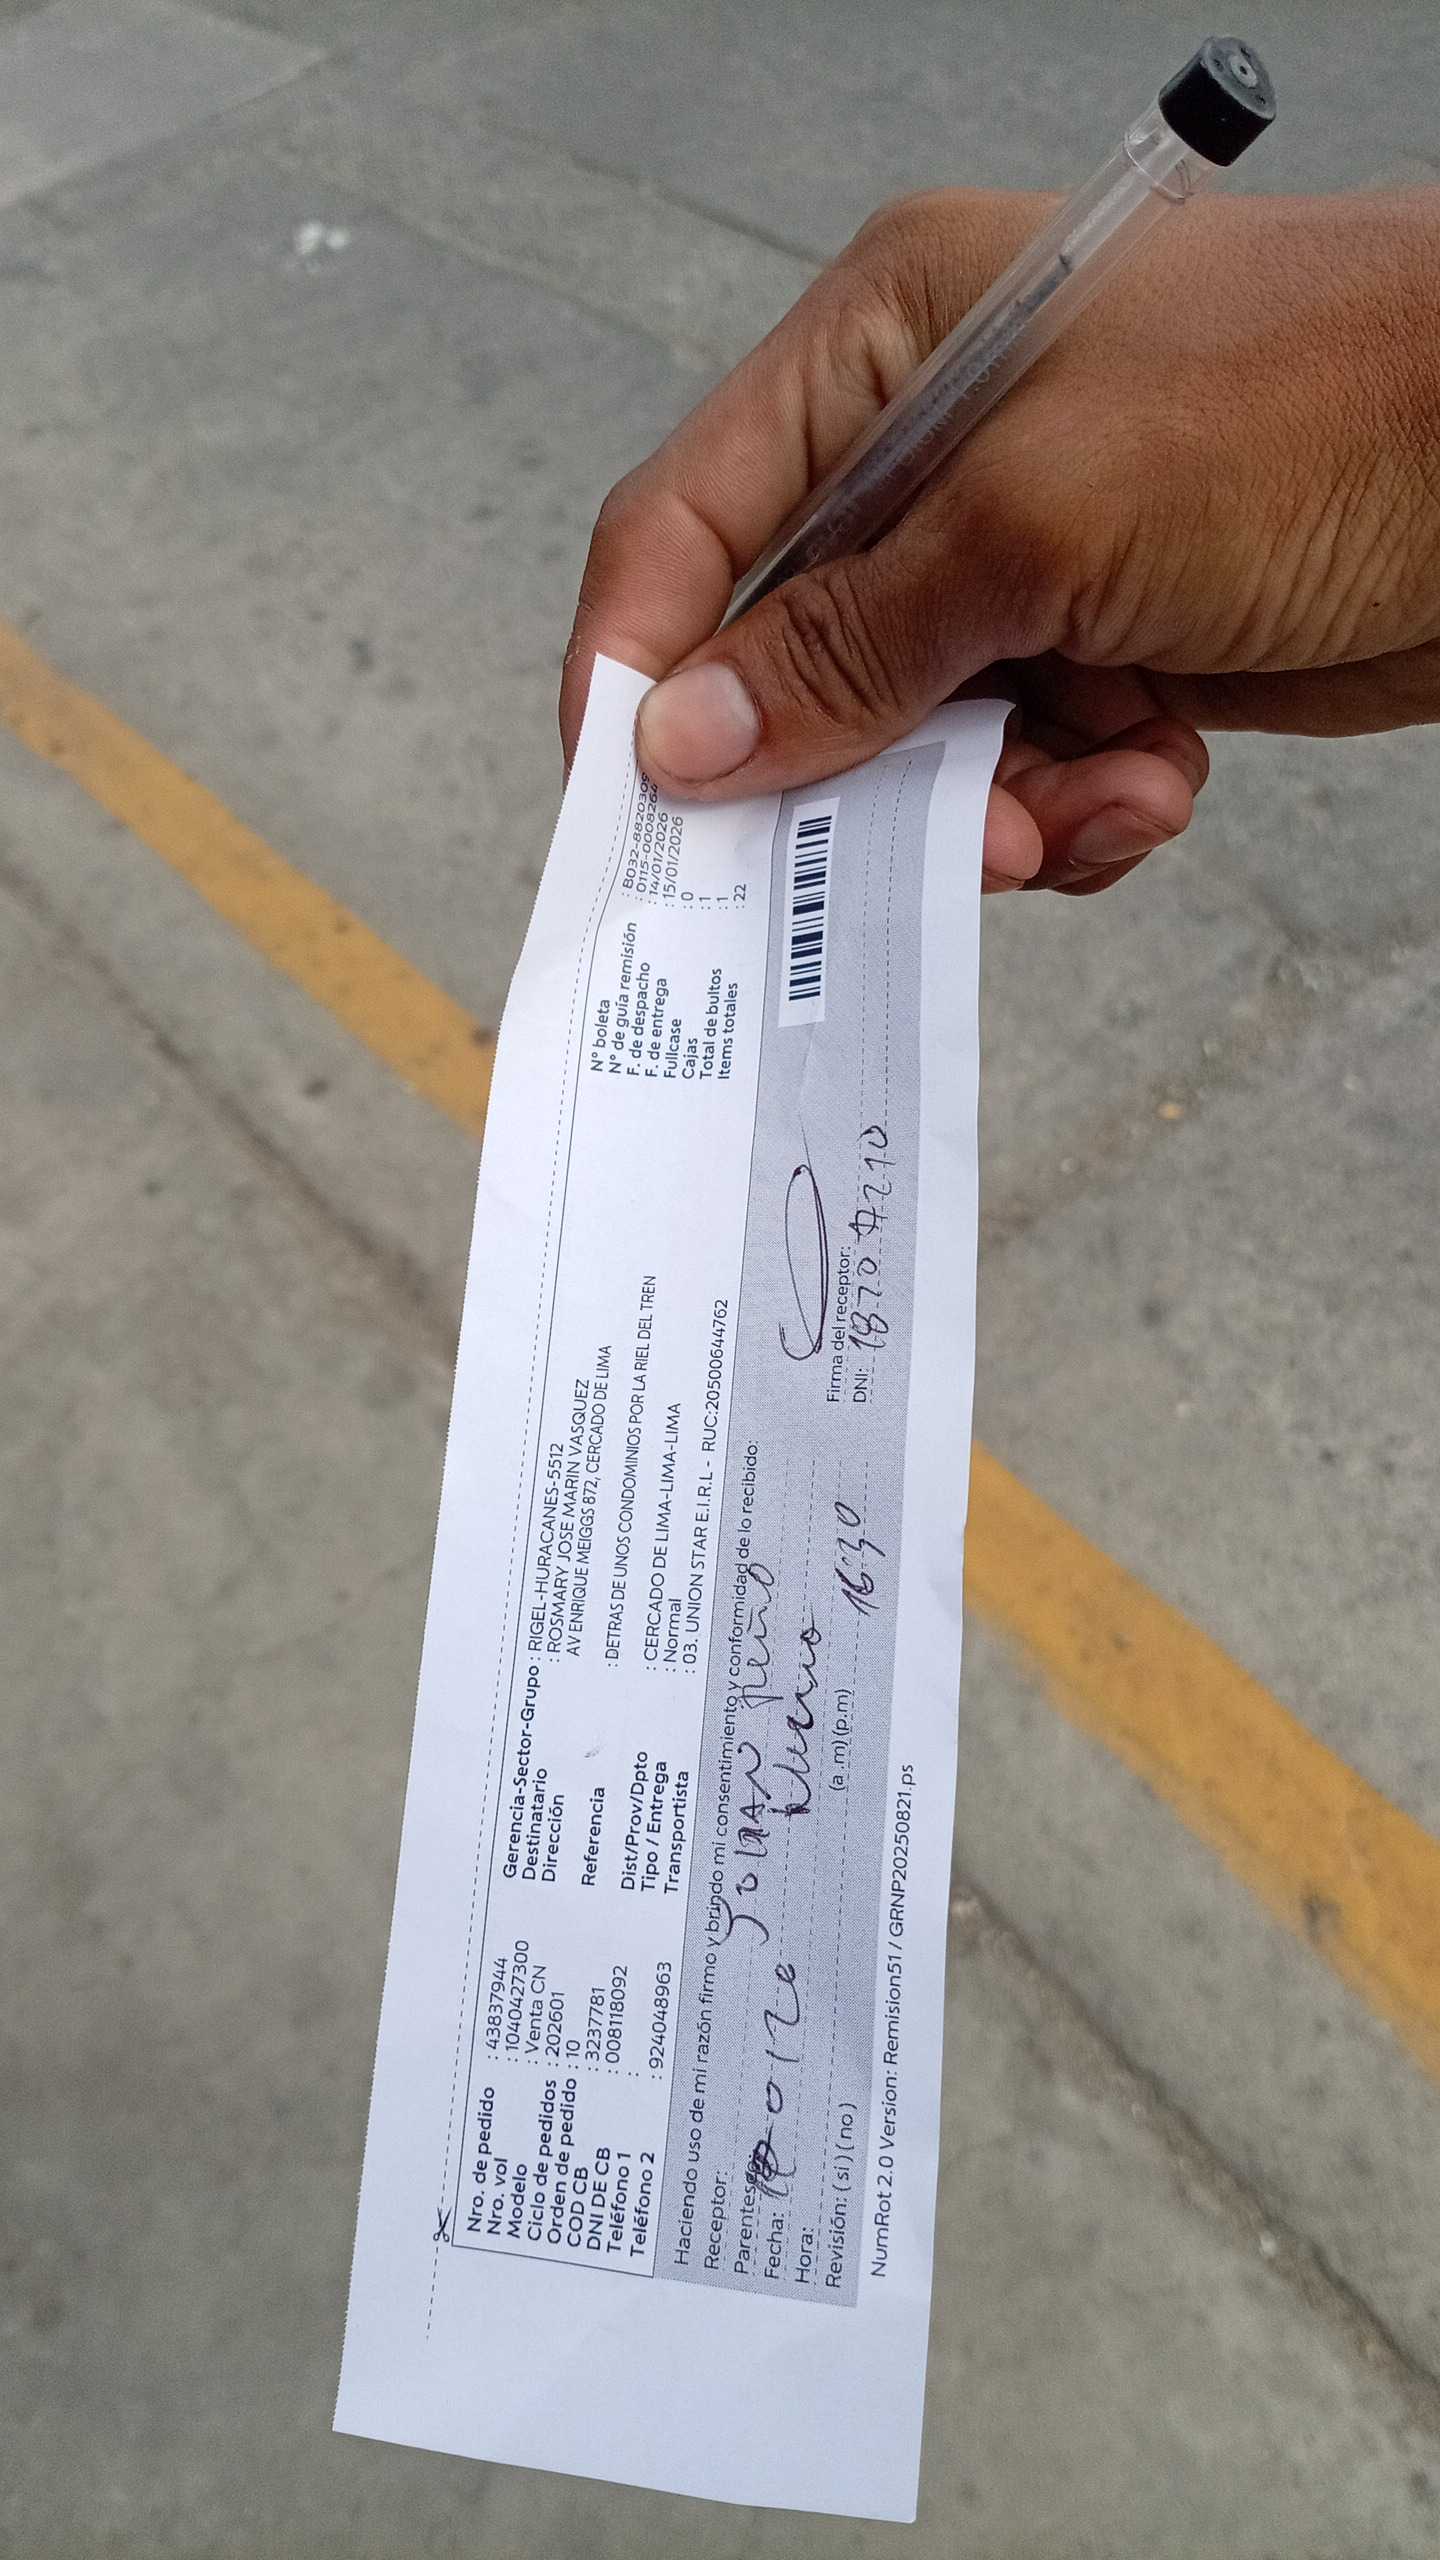 Nro. de pedido : 43837944
Nro. vol : 1040427300
Modelo : Venta CN
Ciclo de pedidos : 202601
Orden de pedido : 10
COD CB : 3237781
DNI DE CB : 008118092
Teléfono 1 :
Teléfono 2 : 924048963
Gerencia-Sector-Grupo : RIGEL-HURACANES-5512
Destinatario : ROSMARY JOSE MARIN VASQUEZ
Dirección AV ENRIQUE MEIGGS 872, CERCADO DE LIMA
Referencia : DETRAS DE UNOS CONDOMINIOS POR LA RIEL DEL TREN
Dist/Prov/Dpto : CERCADO DE LIMA-LIMA-LIMA
Tipo / Entrega : Normal
Transportista : 03. UNION STAR E.I.R.L - RUC:20500644762
N° boleta : B032-8820309
N° de guía remisión : 0115-0008264
F. de despacho : 14/01/2026
F. de entrega : 15/01/2026
Fullcase : 0
Cajas : 1
Total de bultos : 1
Items totales : 22
Haciendo uso de mi razón firmo y brindo mi consentimiento y conformidad de lo recibido:
Receptor: JOHAN
Parentesco:
Fecha:
Hora: (a.m) (p.m) 16:30
Revisión: ( si ) ( no )
Firma del receptor:
DNI:
NumRot 2.0 Version: Remision51 / GRNP20250821.ps